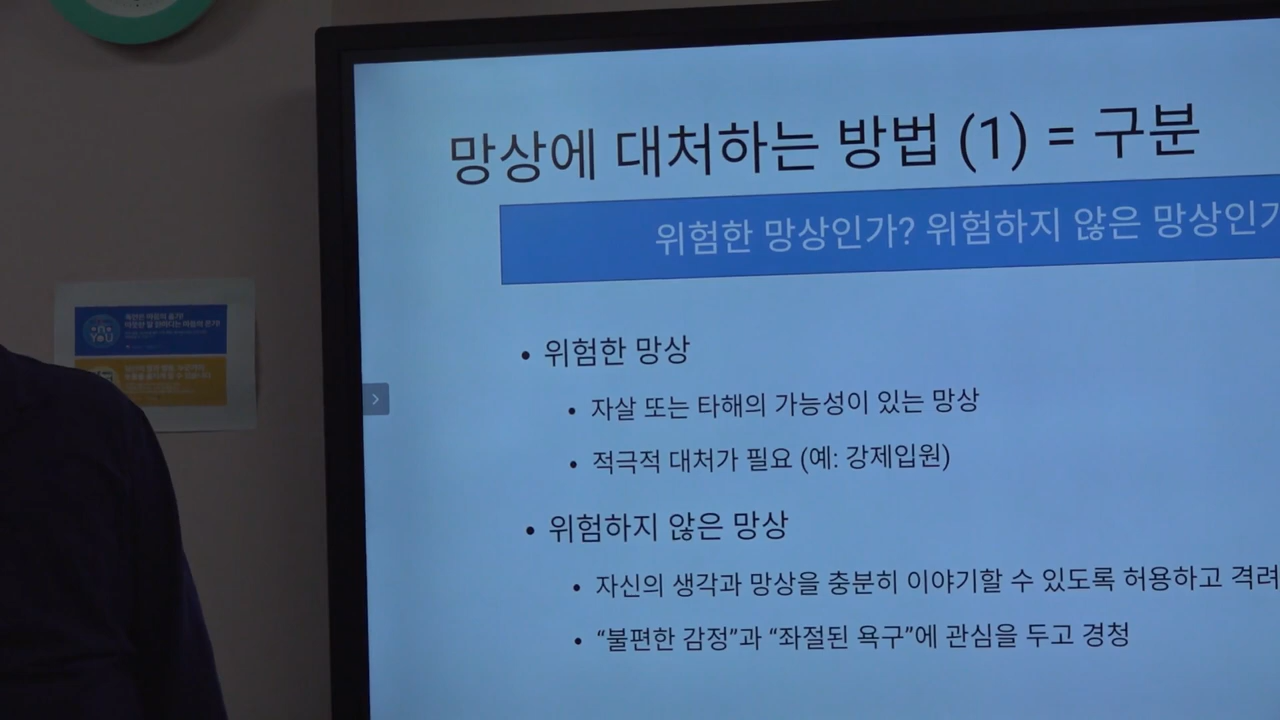 망상에 대처하는 방법 (1) = 구분
위험한 망상인가? 위험하지 않은 망상인가
• 위험한 망상
• 자살 또는 타해의 가능성이 있는 망상
• 적극적 대처가 필요 (예: 강제입원)
• 위험하지 않은 망상
• 자신의 생각과 망상을 충분히 이야기할 수 있도록 허용하고 격려
• “불편한 감정”과 “좌절된 욕구”에 관심을 두고 경청
YOU